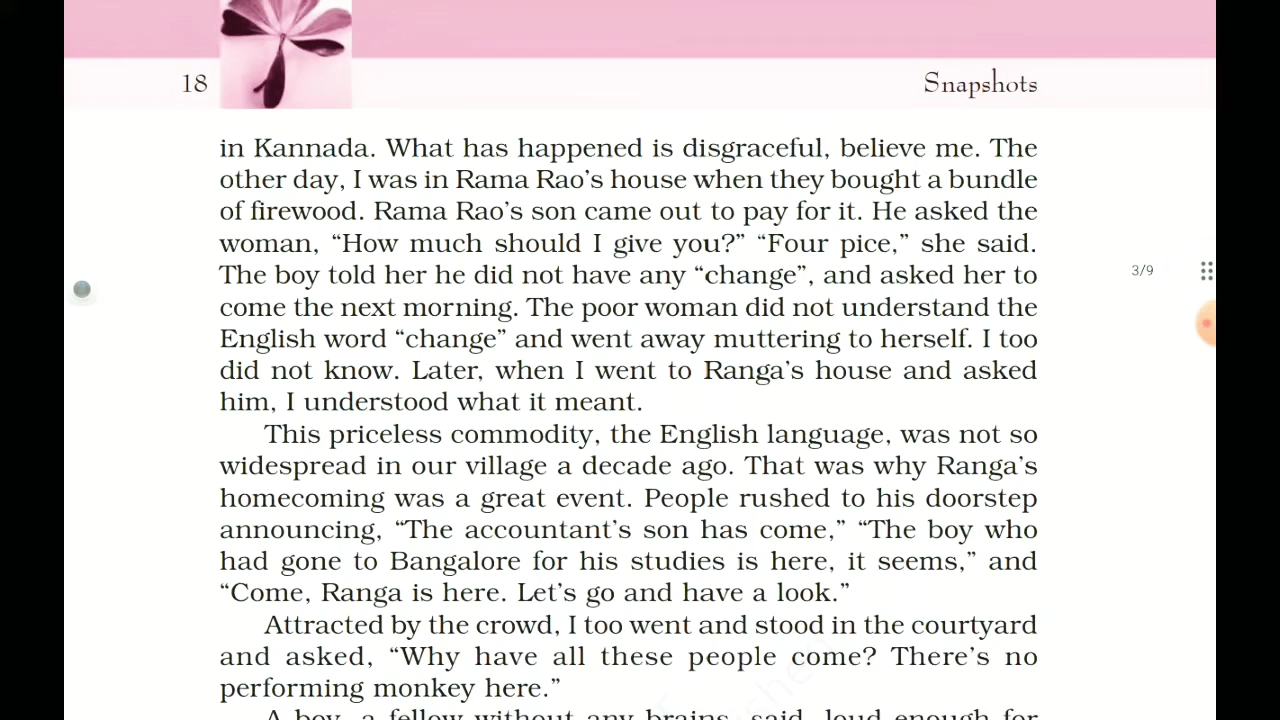 18
Snapshots
in Kannada. What has happened is disgraceful, believe me. The
other day, I was in Rama Rao’s house when they bought a bundle
of firewood. Rama Rao’s son came out to pay for it. He asked the
woman, “How much should I give you?” “Four pice,” she said.
The boy told her he did not have any “change”, and asked her to
come the next morning. The poor woman did not understand the
English word “change” and went away muttering to herself. I too
did not know. Later, when I went to Ranga’s house and asked
him, I understood what it meant.
This priceless commodity, the English language, was not so
widespread in our village a decade ago. That was why Ranga’s
homecoming was a great event. People rushed to his doorstep
announcing, “The accountant’s son has come,” “The boy who
had gone to Bangalore for his studies is here, it seems,” and
“Come, Ranga is here. Let’s go and have a look.”
Attracted by the crowd, I too went and stood in the courtyard
and asked, “Why have all these people come? There’s no
performing monkey here.”
A boy, a fellow without any brains, said, loud enough for
3/9